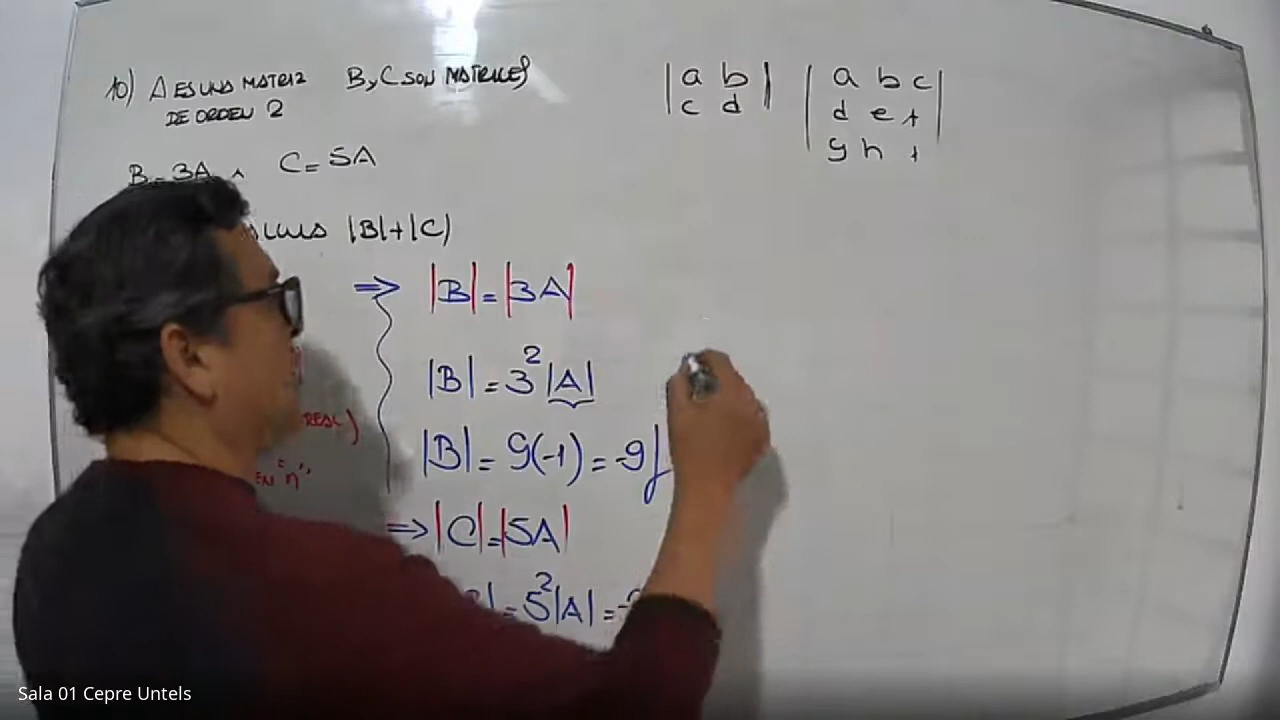 10) A ES UNA MATRIZ B y C SON MATRICES
DE ORDEN 2
B=3A ∧ C=5A
|B|+|C|
⇒ |B|=|3A|
|B|=3²|A|
|B|=9(-1)=-9
⇒|C|=|5A|
=5²|A|=-
EN "n",
|a b|
|c d|
|a b c|
|d e f|
|g h i|
Sala 01 Cepre Untels